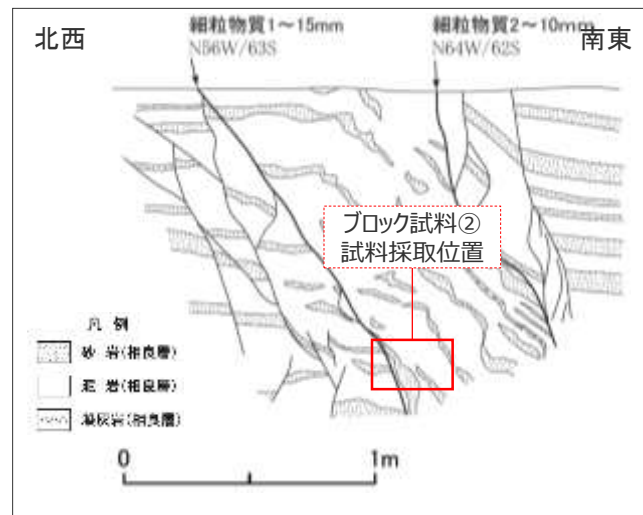 北西
細粒物質1～15mm
N56W/63S
細粒物質2～10mm
N64W/62S
南東
ブロック試料②
試料採取位置
凡 例
砂 岩(相良層)
泥 岩(相良層)
凝灰岩(相良層)
0
1m